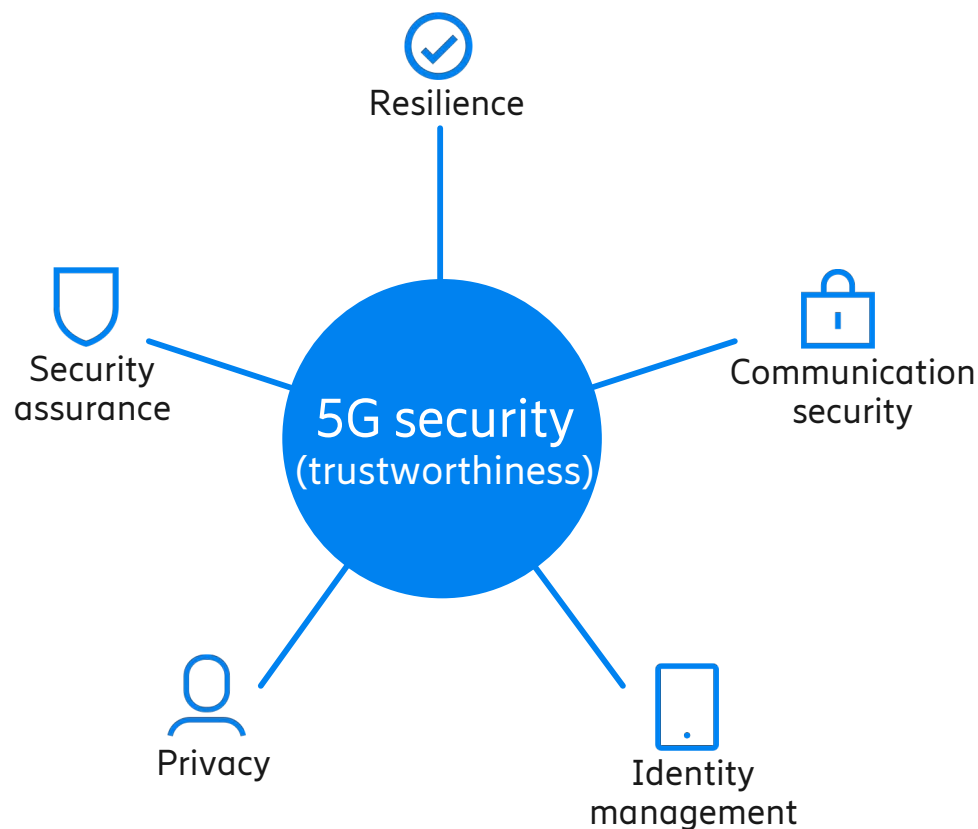 Resilience
Security
assurance
Communication
security
5G security
(trustworthiness)
Privacy
Identity
management